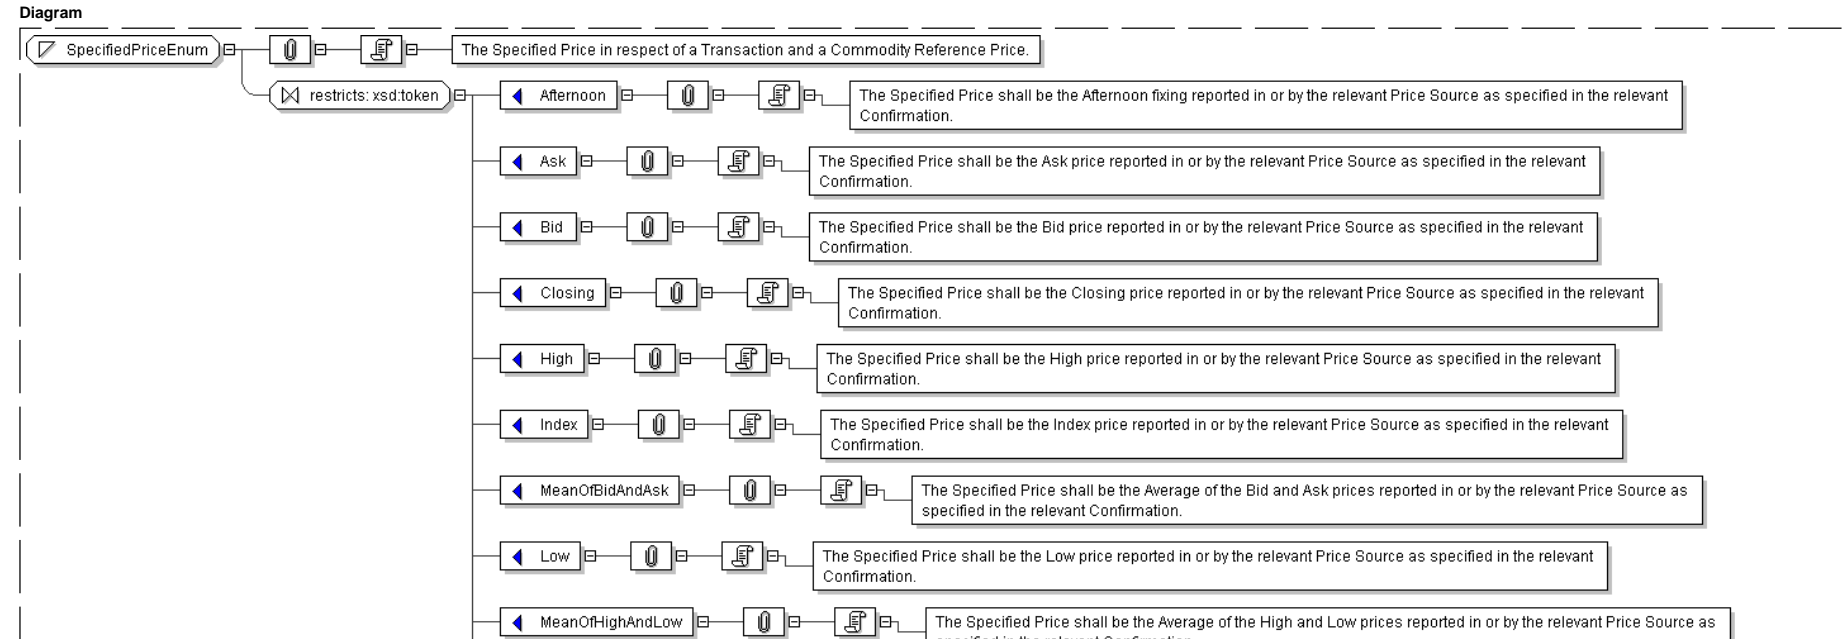 Diagram
SpecifiedPriceEnum
The Specified Price in respect of a Transaction and a Commodity Reference Price.
restricts: xsd:token
Afternoon
The Specified Price shall be the Afternoon fixing reported in or by the relevant Price Source as specified in the relevant
Confirmation.
Ask
The Specified Price shall be the Ask price reported in or by the relevant Price Source as specified in the relevant
Confirmation.
Bid
The Specified Price shall be the Bid price reported in or by the relevant Price Source as specified in the relevant
Confirmation.
Closing
The Specified Price shall be the Closing price reported in or by the relevant Price Source as specified in the relevant
Confirmation.
High
The Specified Price shall be the High price reported in or by the relevant Price Source as specified in the relevant
Confirmation.
Index
The Specified Price shall be the Index price reported in or by the relevant Price Source as specified in the relevant
Confirmation.
MeanOfBidAndAsk
The Specified Price shall be the Average of the Bid and Ask prices reported in or by the relevant Price Source as
specified in the relevant Confirmation.
Low
The Specified Price shall be the Low price reported in or by the relevant Price Source as specified in the relevant
Confirmation.
MeanOfHighAndLow
The Specified Price shall be the Average of the High and Low prices reported in or by the relevant Price Source as